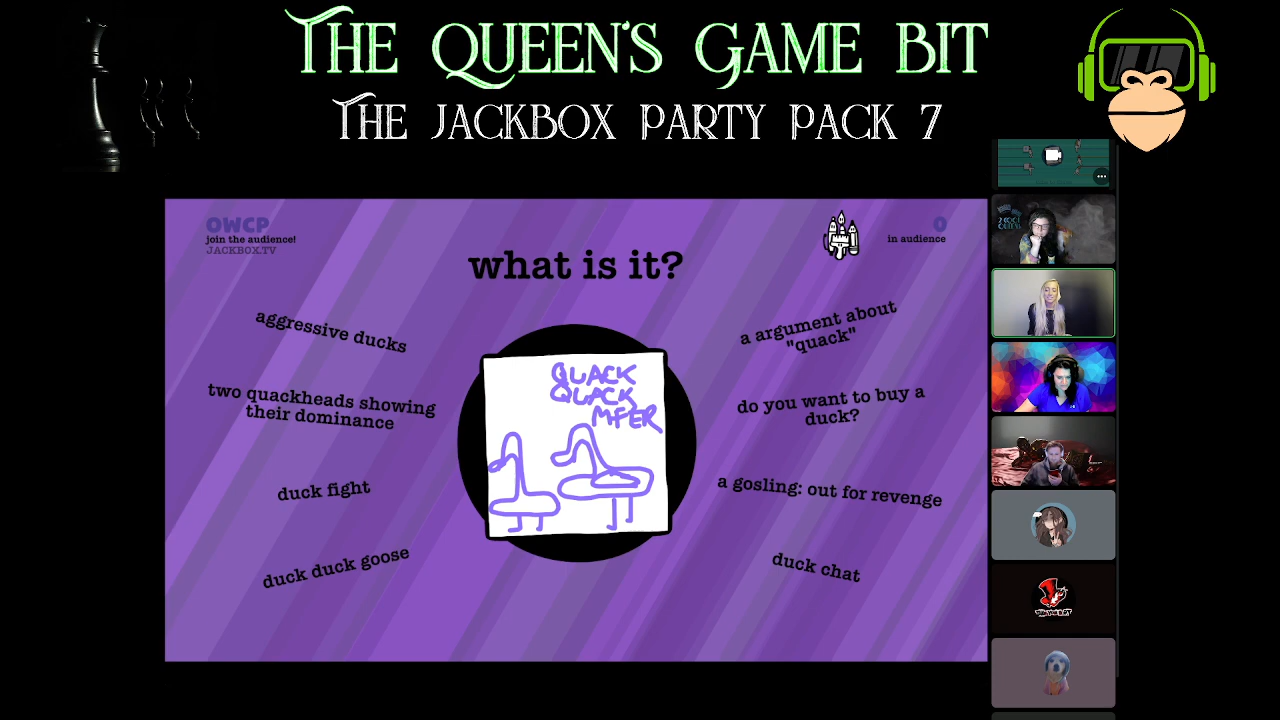 THE QUEEN'S GAME BIT
THE JACKBOX PARTY PACK 7
OWCP
join the audience!
JACKBOX.TV
0
in audience
what is it?
aggressive ducks
two quackheads showing
their dominance
duck fight
duck duck goose
QUACK
QUACK
MFER
a argument about
"quack"
do you want to buy a
duck?
a gosling: out for revenge
duck chat